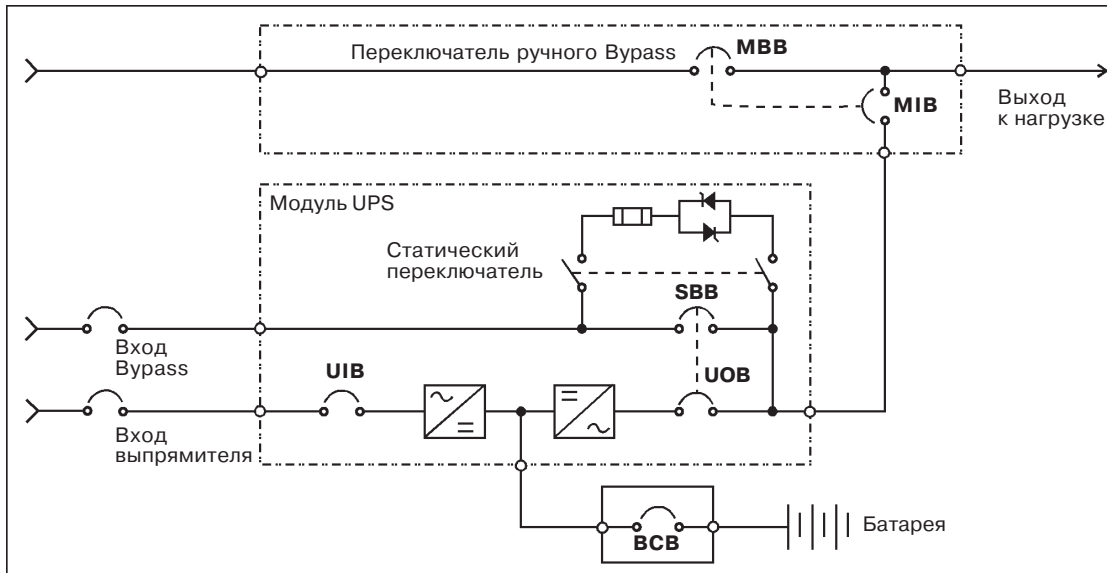 Переключатель ручного Bypass
MBB
MIB
Выход
к нагрузке
Модуль UPS
Статический
переключатель
SBB
Вход
Bypass
UIB
UOB
Вход
выпрямителя
BCB
Батарея